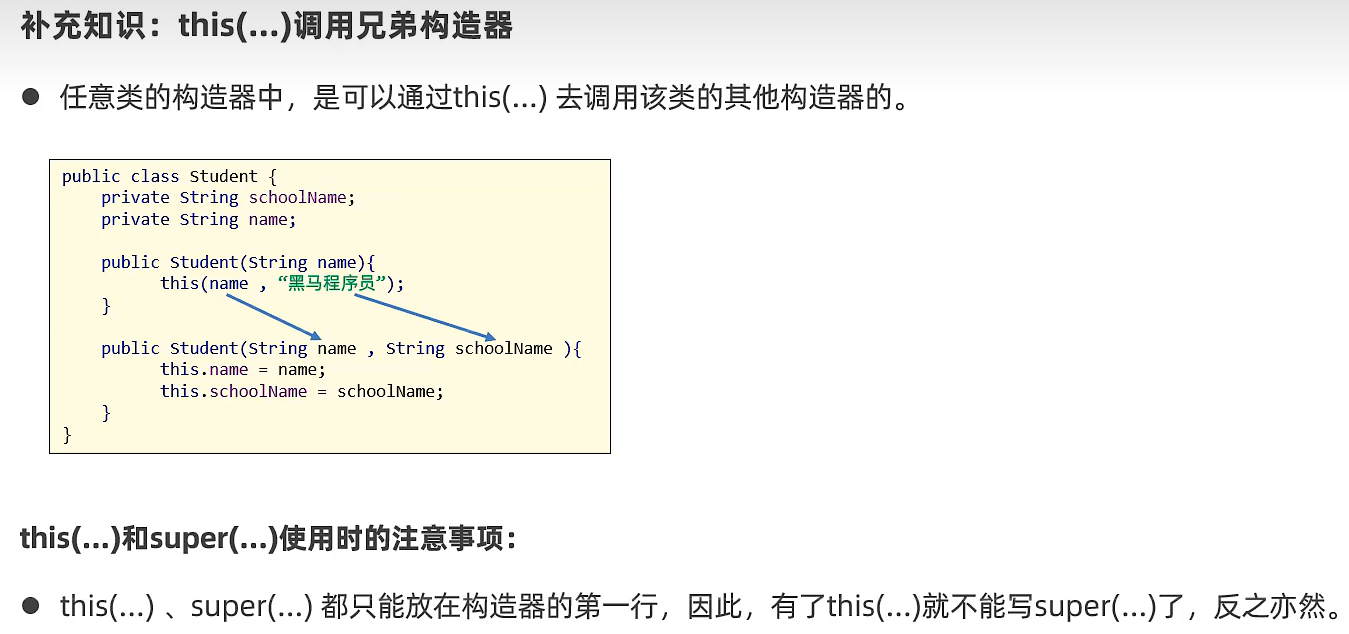 补充知识：this(...)调用兄弟构造器
● 任意类的构造器中，是可以通过this(...) 去调用该类的其他构造器的。
public class Student {
    private String schoolName;
    private String name;

    public Student(String name){
          this(name , “黑马程序员”);
    }

    public Student(String name , String schoolName ){
          this.name = name;
          this.schoolName = schoolName;
    }
}
this(...)和super(...)使用时的注意事项：
● this(...) 、super(...) 都只能放在构造器的第一行，因此，有了this(...)就不能写super(...)了，反之亦然。